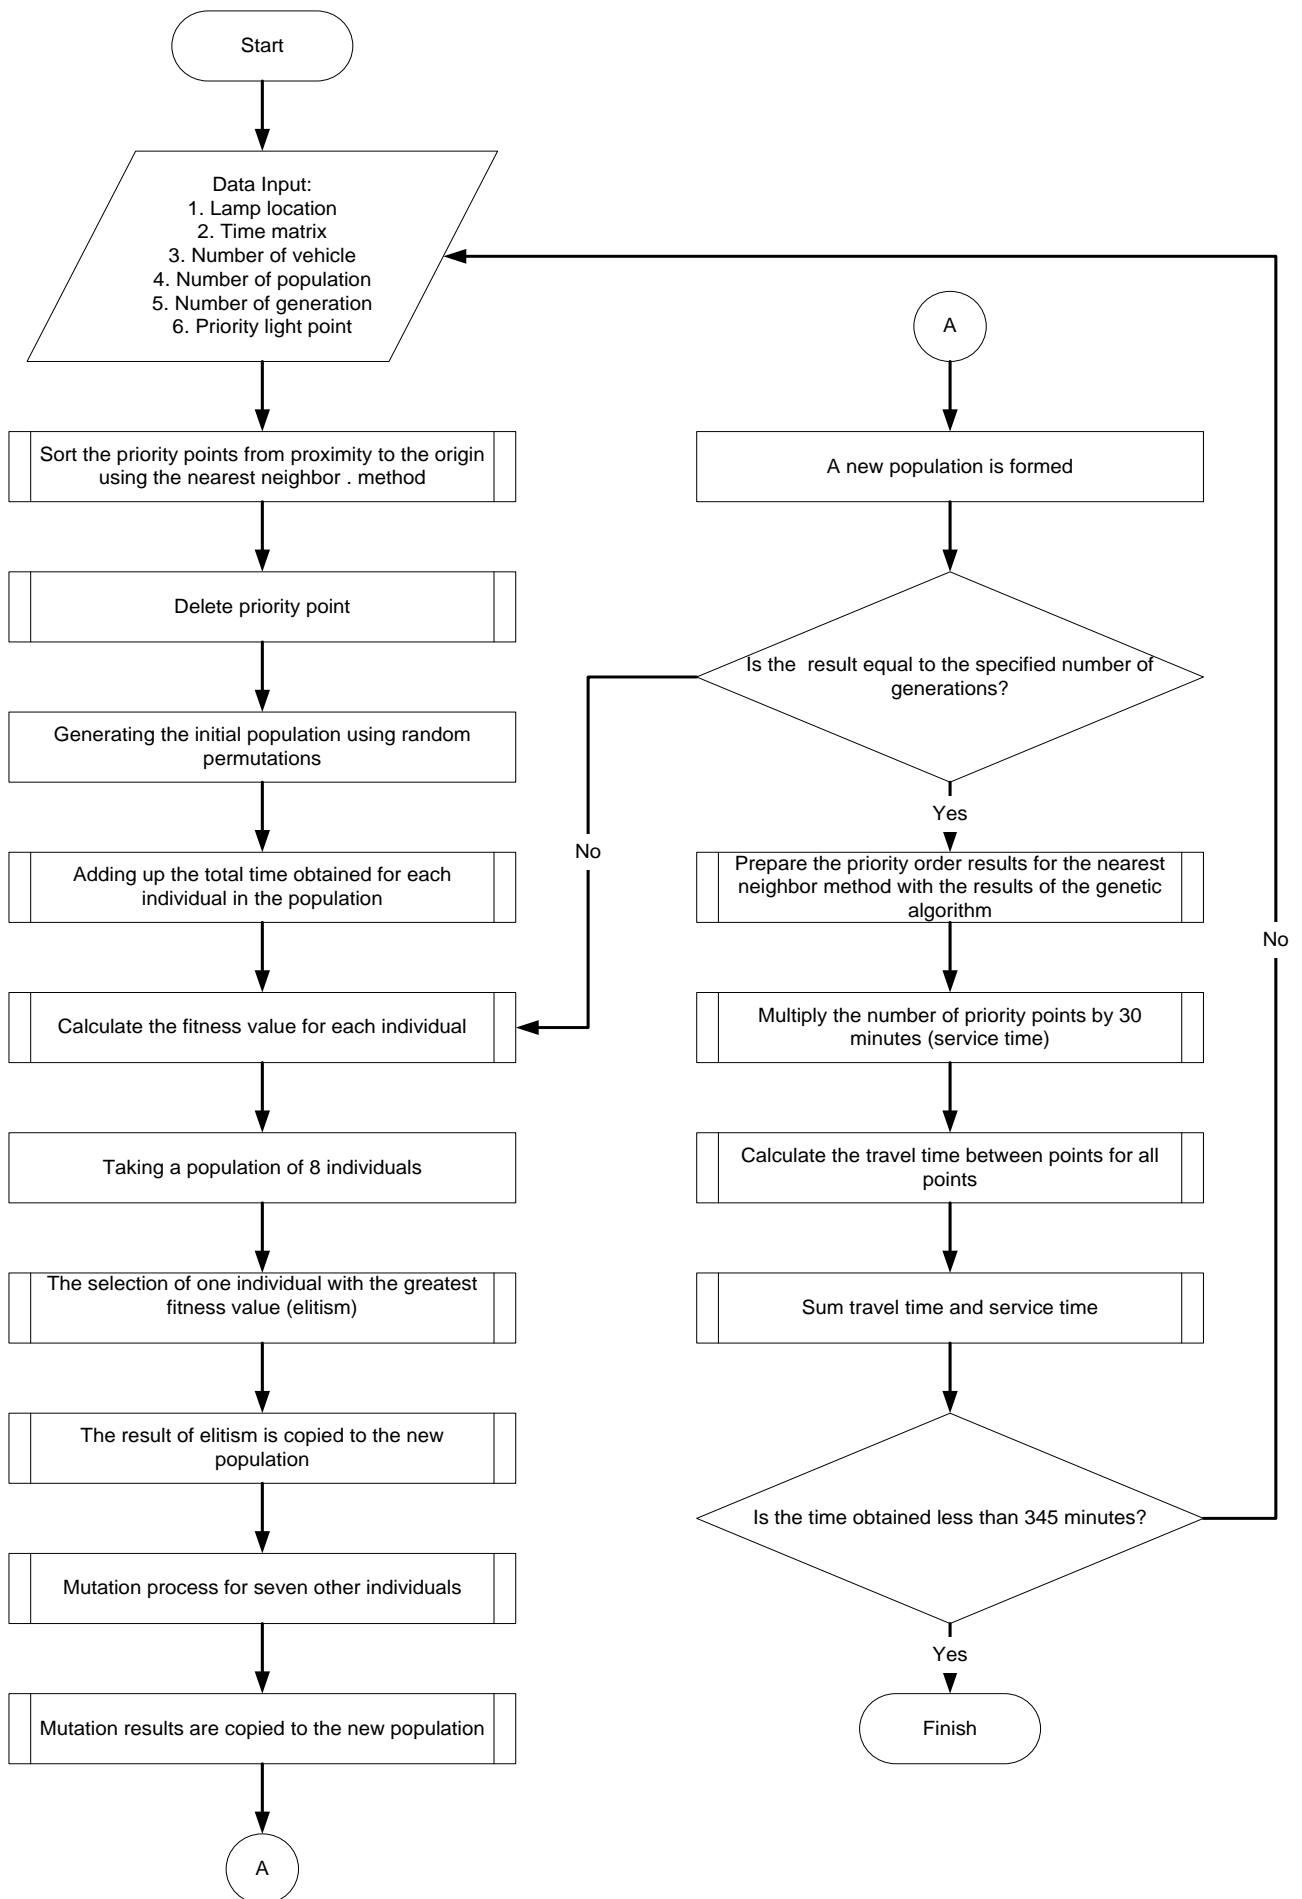 Start
Data Input:
1. Lamp location
2. Time matrix
3. Number of vehicle
4. Number of population
5. Number of generation
6. Priority light point
Sort the priority points from proximity to the origin
using the nearest neighbor . method
Delete priority point
Generating the initial population using random
permutations
Adding up the total time obtained for each
individual in the population
Calculate the fitness value for each individual
Taking a population of 8 individuals
The selection of one individual with the greatest
fitness value (elitism)
The result of elitism is copied to the new
population
Mutation process for seven other individuals
Mutation results are copied to the new population
A
A
A new population is formed
Is the  result equal to the specified number of
generations?
No
Yes
Prepare the priority order results for the nearest
neighbor method with the results of the genetic
algorithm
Multiply the number of priority points by 30
minutes (service time)
Calculate the travel time between points for all
points
Sum travel time and service time
Is the time obtained less than 345 minutes?
No
Yes
Finish